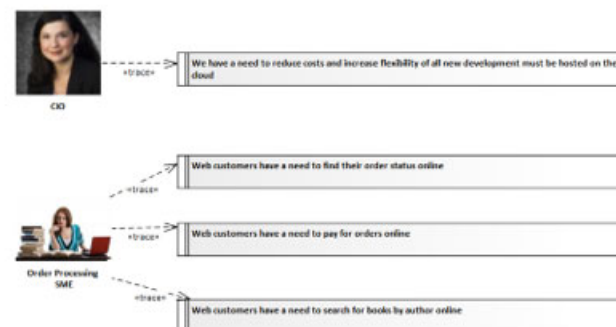 We have a need to reduce costs and increase flexibility of all new development must be hosted on the
cloud
«trace»
CIO
Web customers have a need to find their order status online
«trace»
Web customers have a need to pay for orders online
«trace»
Order Processing
SME
«trace»
Web customers have a need to search for books by author online